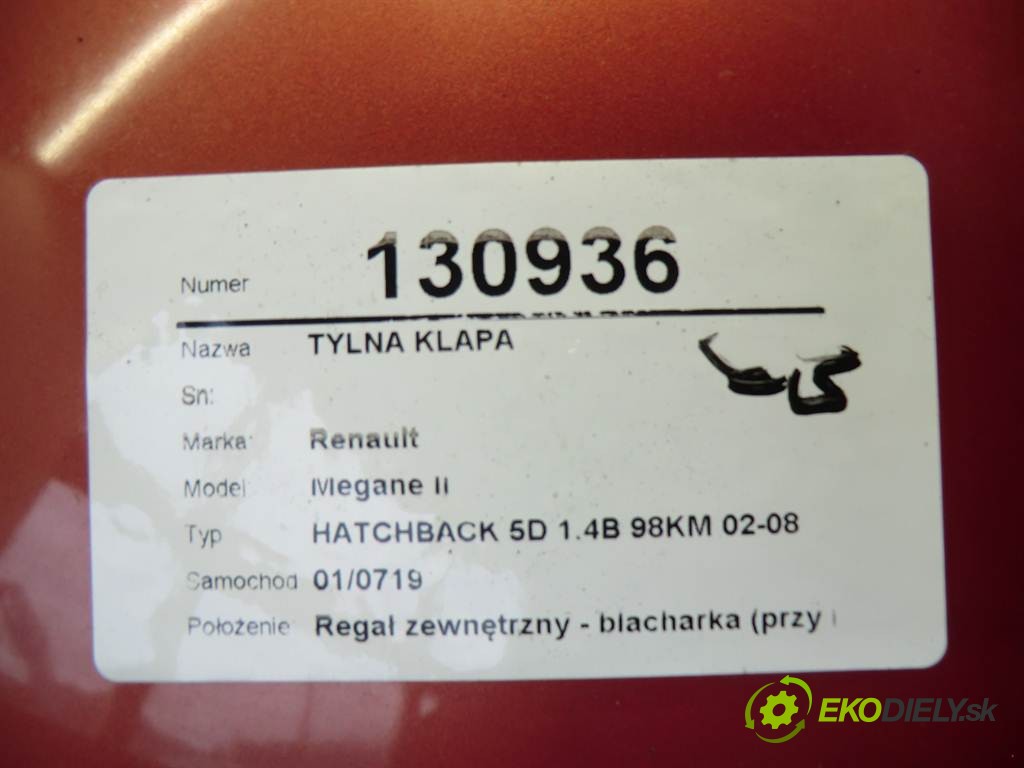 Numer 130936
Nazwa TYLNA KLAPA
Sn:
Marka: Renault
Model Megane II
Typ HATCHBACK 5D 1.4B 98KM 02-08
Samochód 01/0719
Położenie Regał zewnętrzny - blacharka (przy
EKODIELY.sk